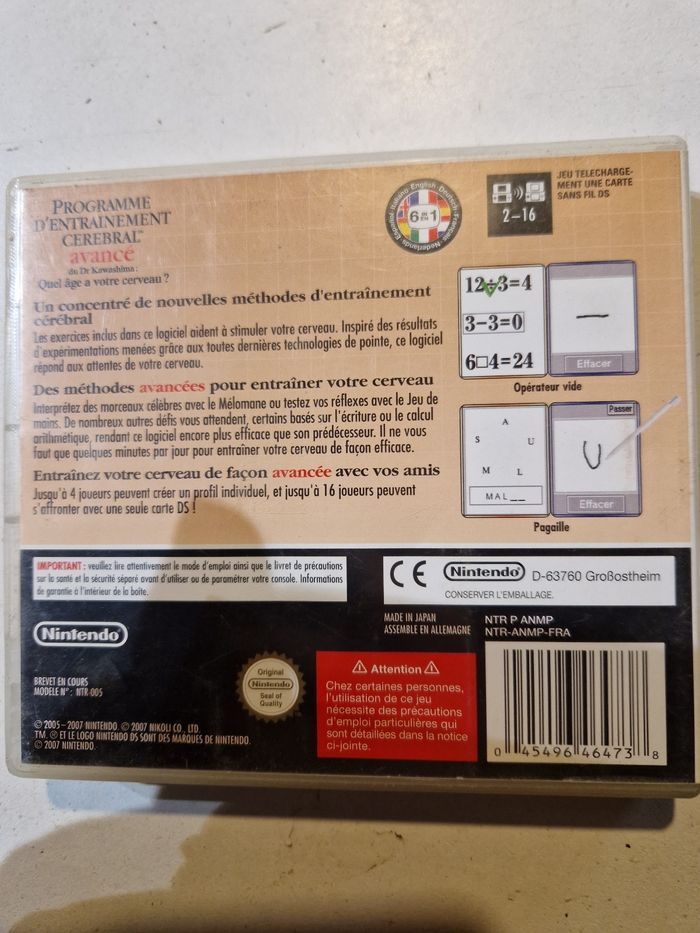 PROGRAMME
D'ENTRAINEMENT
CEREBRAL™
avancé
du Dr Kawashima :
Quel âge a votre cerveau ?
English · Deutsch · Français · Nederlands · Español · Italiano
6 IN EN 1
2-16
JEU TELECHARGE-
MENT UNE CARTE
SANS FIL DS
Un concentré de nouvelles méthodes d'entraînement
cérébral
Les exercices inclus dans ce logiciel aident à stimuler votre cerveau. Inspiré des résultats
d'expérimentations menées grâce aux toutes dernières technologies de pointe, ce logiciel
répond aux attentes de votre cerveau.
Des méthodes avancées pour entraîner votre cerveau
Interprétez des morceaux célèbres avec le Mélomane ou testez vos réflexes avec le Jeu de
mains. De nombreux autres défis vous attendent, certains basés sur l'écriture ou le calcul
arithmétique, rendant ce logiciel encore plus efficace que son prédécesseur. Il ne vous
faut que quelques minutes par jour pour entraîner votre cerveau de façon efficace.
Entraînez votre cerveau de façon avancée avec vos amis
Jusqu'à 4 joueurs peuvent créer un profil individuel, et jusqu'à 16 joueurs peuvent
s'affronter avec une seule carte DS !
12÷3=4
3-3=0
6□4=24
Effacer
Opérateur vide
A
S U
M L
MAL__
Passer
U
Effacer
Pagaille
IMPORTANT : veuillez lire attentivement le mode d'emploi ainsi que le livret de précautions
sur la santé et la sécurité séparé avant d'utiliser ou de paramétrer votre console. Informations
de garantie à l'intérieur de la boîte.
CE Nintendo® D-63760 Großostheim
CONSERVER L'EMBALLAGE.
Nintendo®
MADE IN JAPAN
ASSEMBLE EN ALLEMAGNE
NTR P ANMP
NTR-ANMP-FRA
BREVET EN COURS
MODELE N° : NTR-005
Original
Nintendo
Seal of
Quality
⚠ Attention ⚠
Chez certaines personnes,
l'utilisation de ce jeu
nécessite des précautions
d'emploi particulières qui
sont détaillées dans la notice
ci-jointe.
© 2005-2007 NINTENDO. © 2007 NIKOLI CO., LTD.
TM, ® ET LE LOGO NINTENDO DS SONT DES MARQUES DE NINTENDO.
© 2007 NINTENDO.
0 45496 46473 8